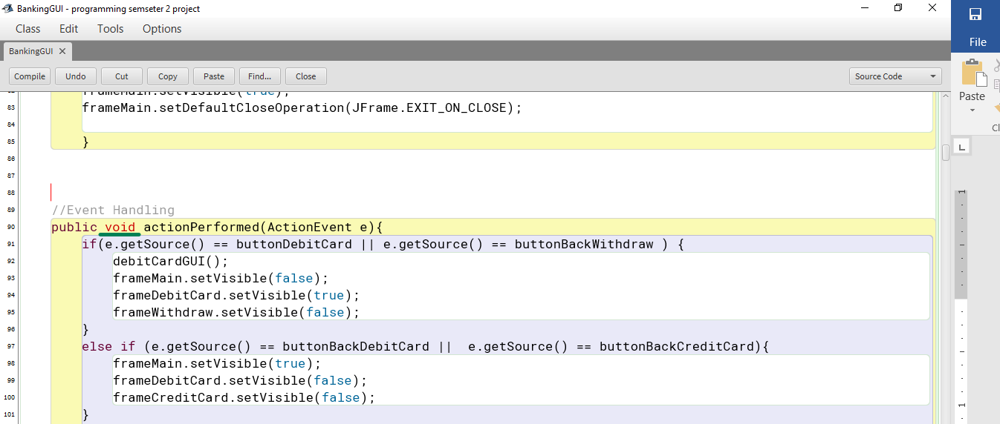 BankingGUI - programming semseter 2 project
Class Edit Tools Options
BankingGUI
Compile Undo Cut Copy Paste Find... Close Source Code
File
Paste
frameMain.setVisible(true);
83 frameMain.setDefaultCloseOperation(JFrame.EXIT_ON_CLOSE);
84
85 }
86
87
88
89 //Event Handling
90 public void actionPerformed(ActionEvent e){
91 if(e.getSource() == buttonDebitCard || e.getSource() == buttonBackWithdraw ) {
92 debitCardGUI();
93 frameMain.setVisible(false);
94 frameDebitCard.setVisible(true);
95 frameWithdraw.setVisible(false);
96 }
97 else if (e.getSource() == buttonBackDebitCard ||  e.getSource() == buttonBackCreditCard){
98 frameMain.setVisible(true);
99 frameDebitCard.setVisible(false);
100 frameCreditCard.setVisible(false);
101 }